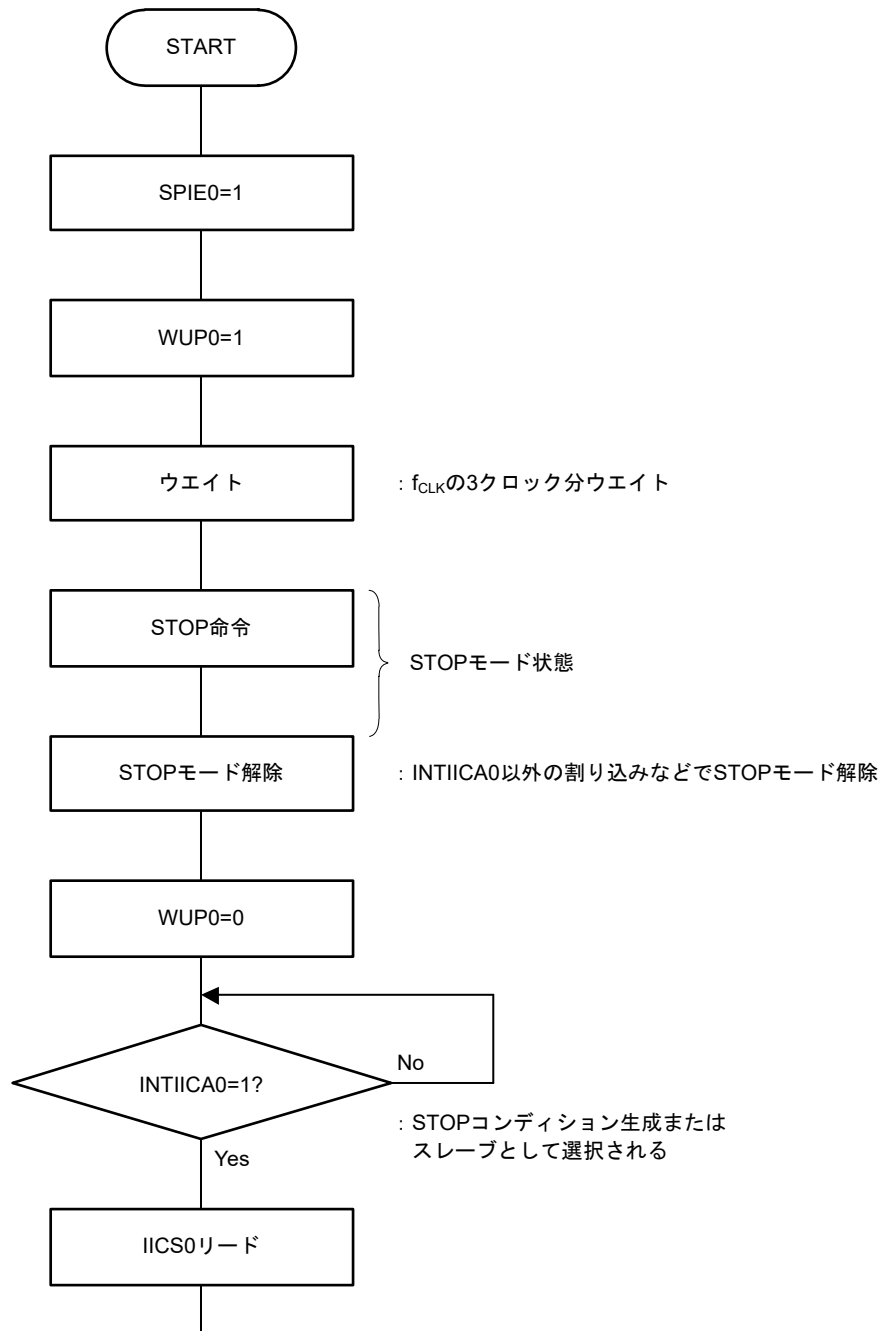 START
SPIE0=1
WUP0=1
ウエイト
：fCLKの3クロック分ウエイト
STOP命令
STOPモード状態
STOPモード解除
：INTIICA0以外の割り込みなどでSTOPモード解除
WUP0=0
INTIICA0=1?
No
：STOPコンディション生成または
スレーブとして選択される
Yes
IICS0リード